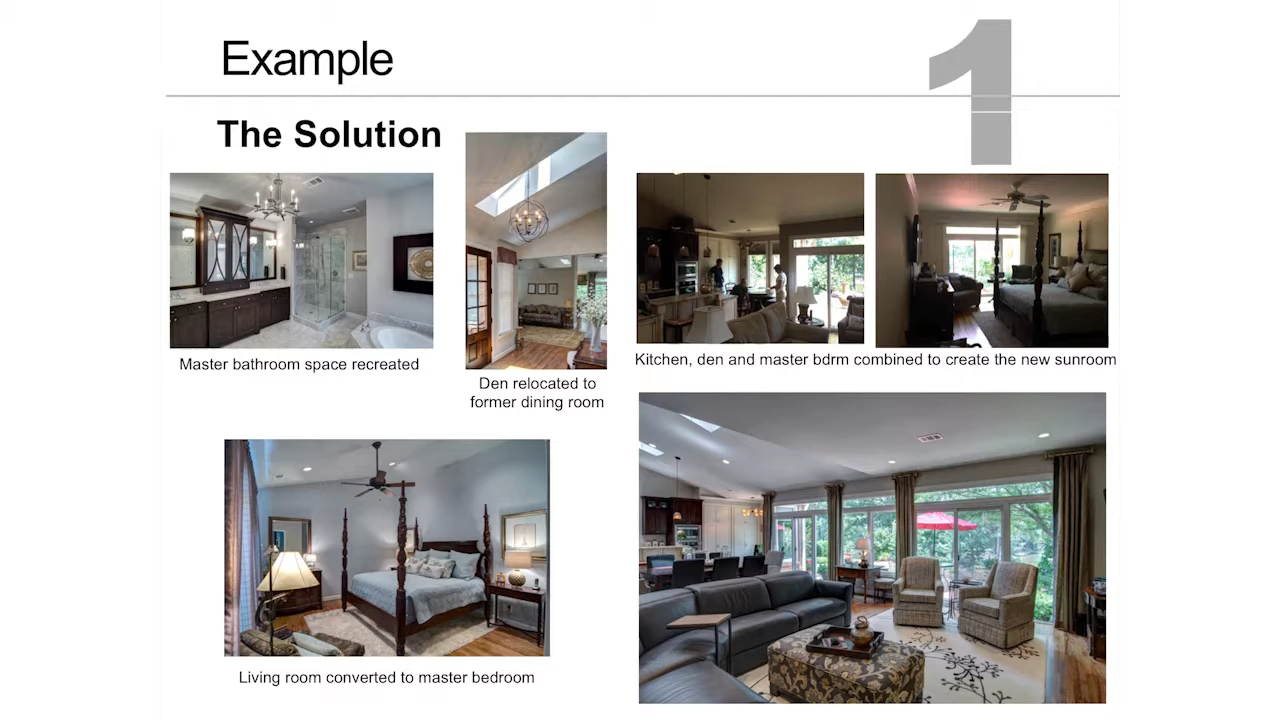 Example
1
The Solution
Master bathroom space recreated
Den relocated to
former dining room
Kitchen, den and master bdrm combined to create the new sunroom
Living room converted to master bedroom